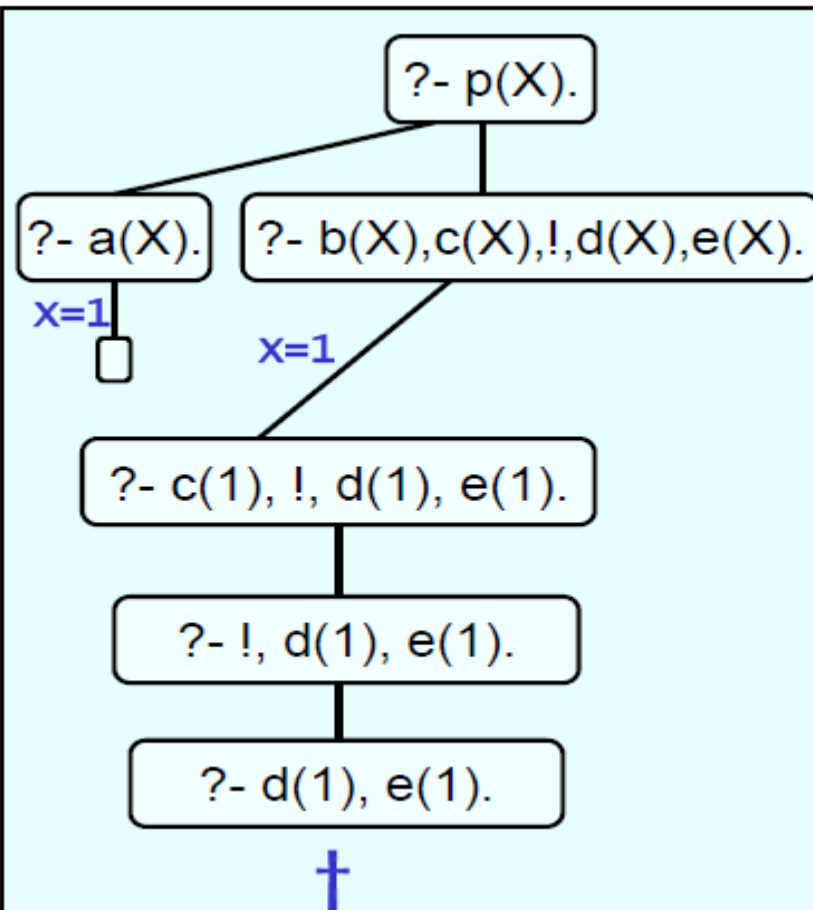 ?- p(X).
?- a(X).
?- b(X),c(X),!,d(X),e(X).
X=1
X=1
?- c(1), !, d(1), e(1).
?- !, d(1), e(1).
?- d(1), e(1).
†